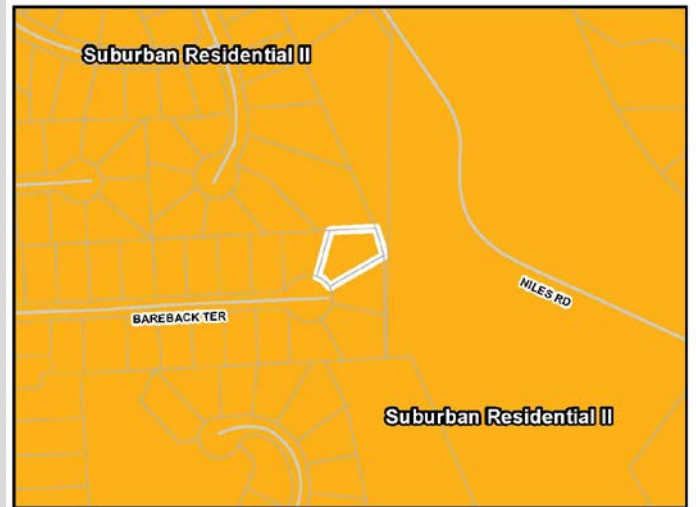 Suburban Residential II
NILES RD
BAREBACK TER
Suburban Residential II